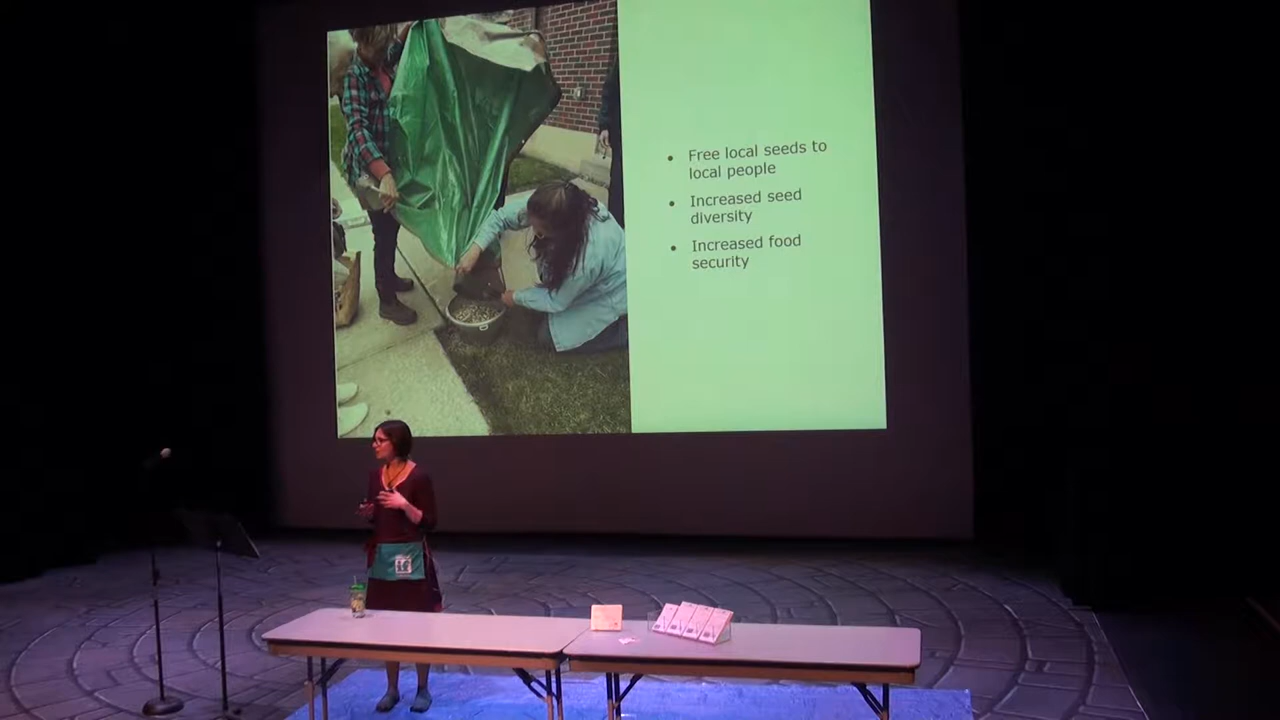 Free local seeds to
local people
Increased seed
diversity
Increased food
security